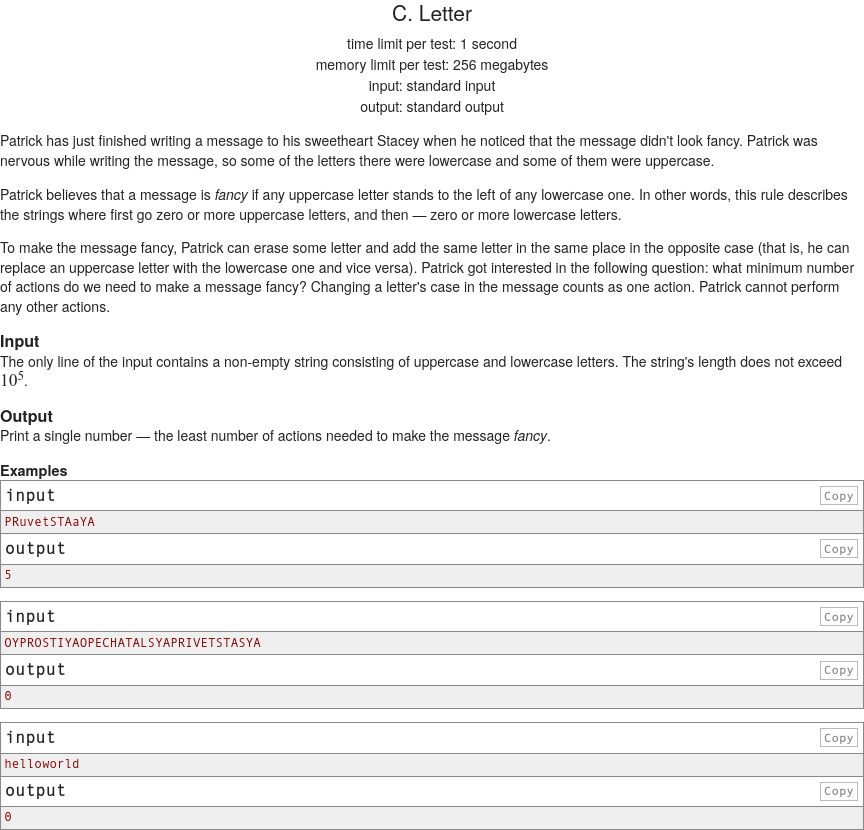 C. Letter
time limit per test: 1 second
memory limit per test: 256 megabytes
input: standard input
output: standard output
Patrick has just finished writing a message to his sweetheart Stacey when he noticed that the message didn't look fancy. Patrick was
nervous while writing the message, so some of the letters there were lowercase and some of them were uppercase.
Patrick believes that a message is fancy if any uppercase letter stands to the left of any lowercase one. In other words, this rule describes
the strings where first go zero or more uppercase letters, and then — zero or more lowercase letters.
To make the message fancy, Patrick can erase some letter and add the same letter in the same place in the opposite case (that is, he can
replace an uppercase letter with the lowercase one and vice versa). Patrick got interested in the following question: what minimum number
of actions do we need to make a message fancy? Changing a letter's case in the message counts as one action. Patrick cannot perform
any other actions.
Input
The only line of the input contains a non-empty string consisting of uppercase and lowercase letters. The string's length does not exceed
10⁵.
Output
Print a single number — the least number of actions needed to make the message fancy.
Examples
input Copy
PRuvetSTAaYA
output Copy
5
input Copy
OYPROSTIYAOPECHATALSYAPRIVETSTASYA
output Copy
0
input Copy
helloworld
output Copy
0